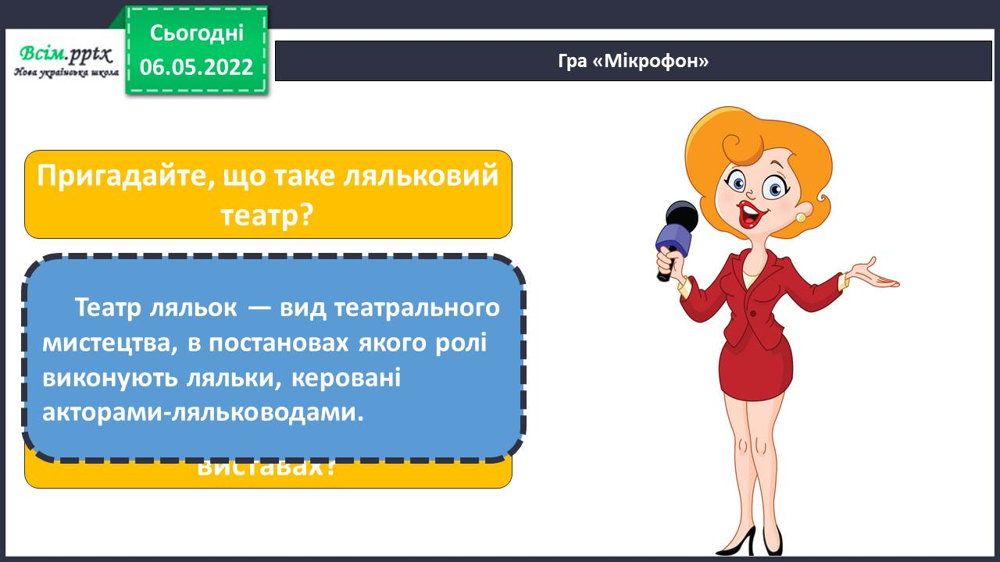 Сьогодні
06.05.2022
Всім.pptx
Нова українська школа
Гра «Мікрофон»
Пригадайте, що таке ляльковий
театр?
Театр ляльок — вид театрального
мистецтва, в постановах якого ролі
виконують ляльки, керовані
акторами-ляльководами.
виставах?